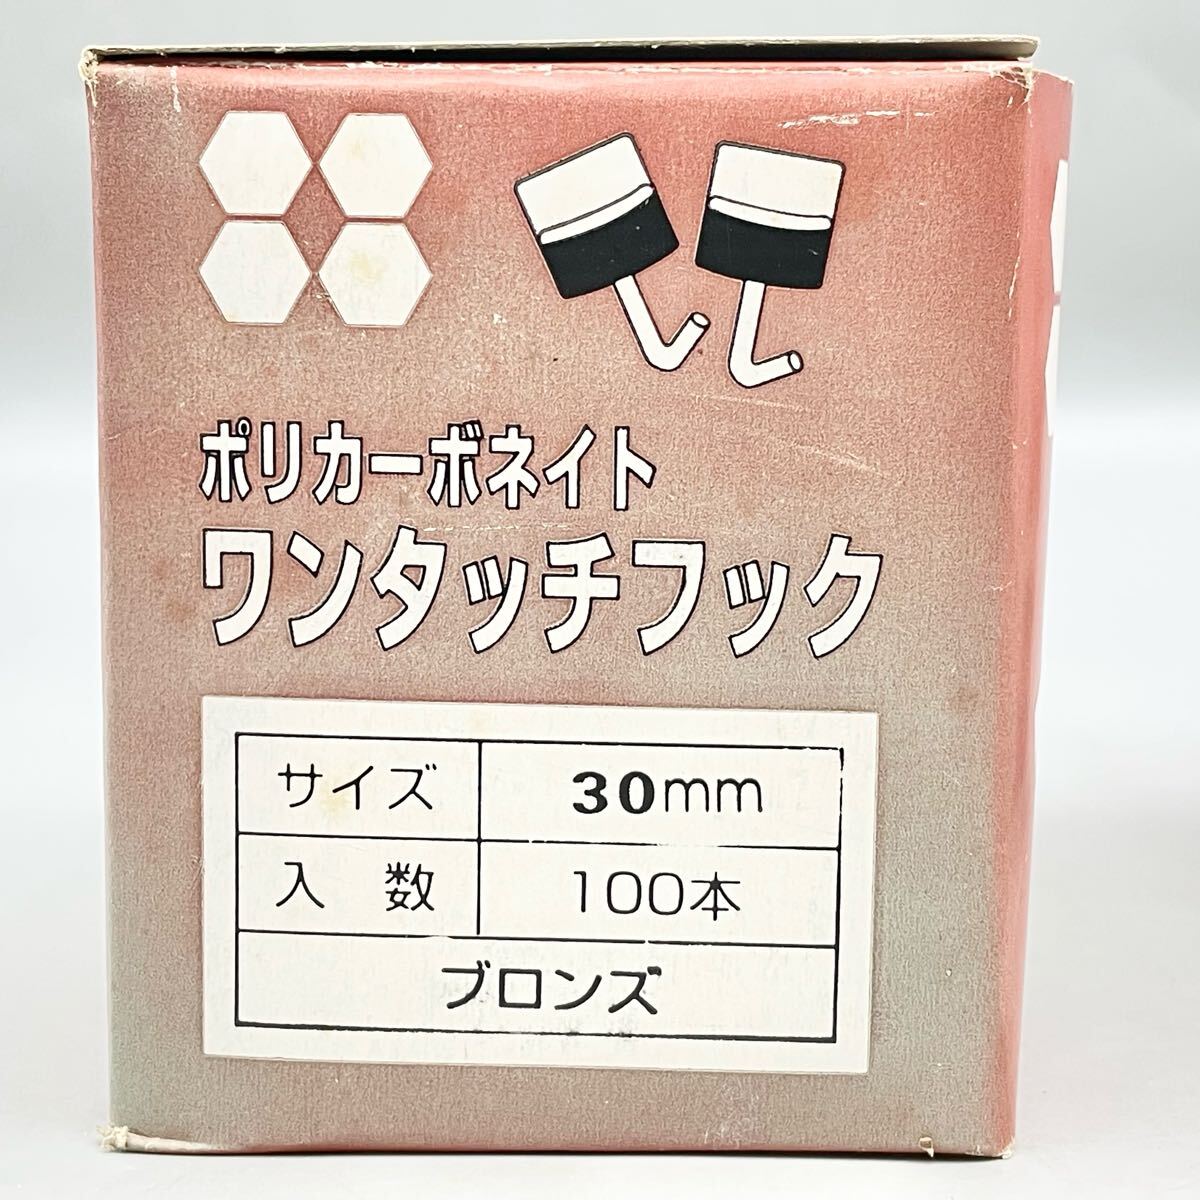 ポリカーボネイト
ワンタッチフック
サイズ 30mm
入数 100本
ブロンズ